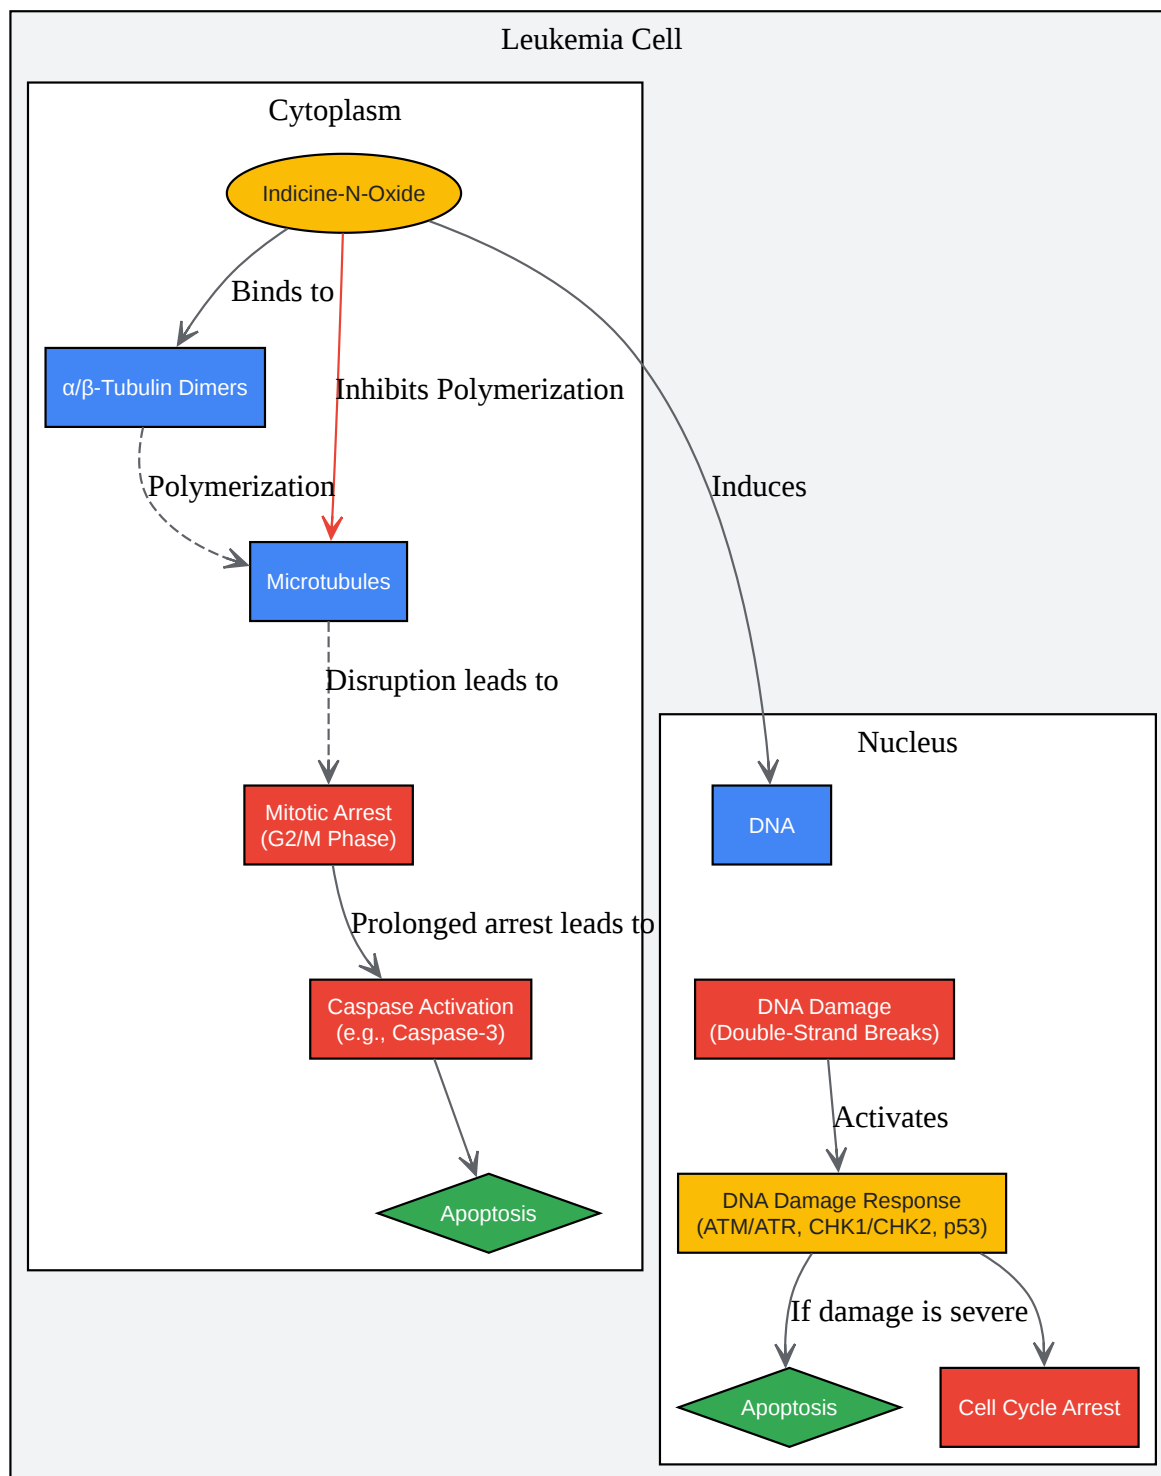 Leukemia Cell
Cytoplasm
Indicine-N-Oxide
Binds to
α/β-Tubulin Dimers
Inhibits Polymerization
Polymerization
Induces
Microtubules
Disruption leads to
Mitotic Arrest
(G2/M Phase)
Prolonged arrest leads to
Caspase Activation
(e.g., Caspase-3)
Apoptosis
Nucleus
DNA
DNA Damage
(Double-Strand Breaks)
Activates
DNA Damage Response
(ATM/ATR, CHK1/CHK2, p53)
If damage is severe
Apoptosis
Cell Cycle Arrest